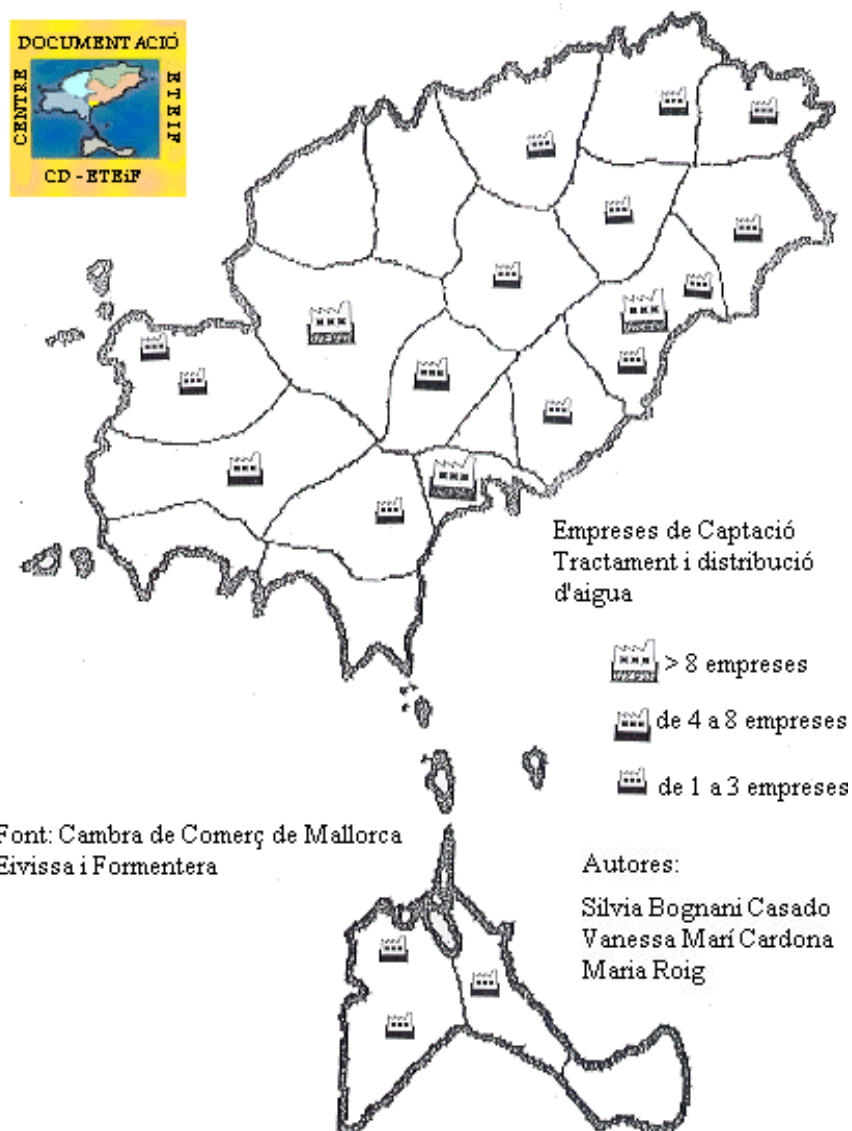 DOCUMENTACIÓ
CENTRE
ETEIF
CD - ETEiF
Empreses de Captació
Tractament i distribució
d'aigua
> 8 empreses
de 4 a 8 empreses
de 1 a 3 empreses
Font: Cambra de Comerç de Mallorca
Eivissa i Formentera
Autores:
Silvia Bognani Casado
Vanessa Marí Cardona
Maria Roig